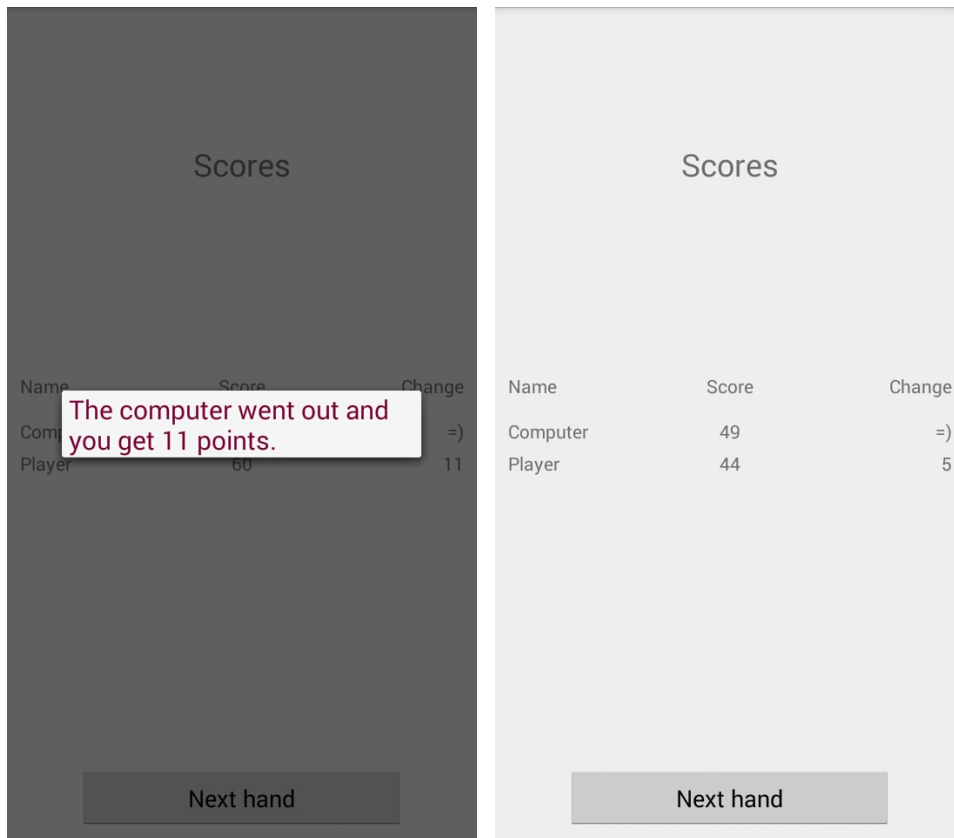 Scores
Name Score Change
The computer went out and
you get 11 points.
=)
Player 60 11
Next hand
Scores
Name Score Change
Computer 49 =)
Player 44 5
Next hand